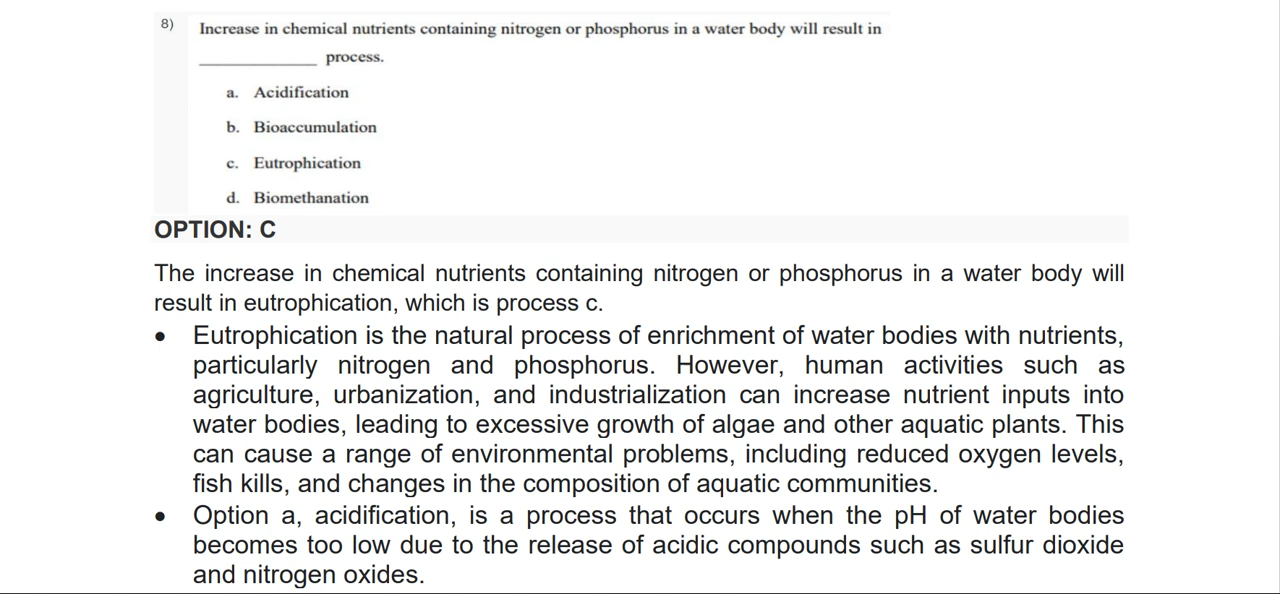 8) Increase in chemical nutrients containing nitrogen or phosphorus in a water body will result in
______________ process.
a. Acidification
b. Bioaccumulation
c. Eutrophication
d. Biomethanation
OPTION: C
The increase in chemical nutrients containing nitrogen or phosphorus in a water body will
result in eutrophication, which is process c.
• Eutrophication is the natural process of enrichment of water bodies with nutrients,
particularly nitrogen and phosphorus. However, human activities such as
agriculture, urbanization, and industrialization can increase nutrient inputs into
water bodies, leading to excessive growth of algae and other aquatic plants. This
can cause a range of environmental problems, including reduced oxygen levels,
fish kills, and changes in the composition of aquatic communities.
• Option a, acidification, is a process that occurs when the pH of water bodies
becomes too low due to the release of acidic compounds such as sulfur dioxide
and nitrogen oxides.